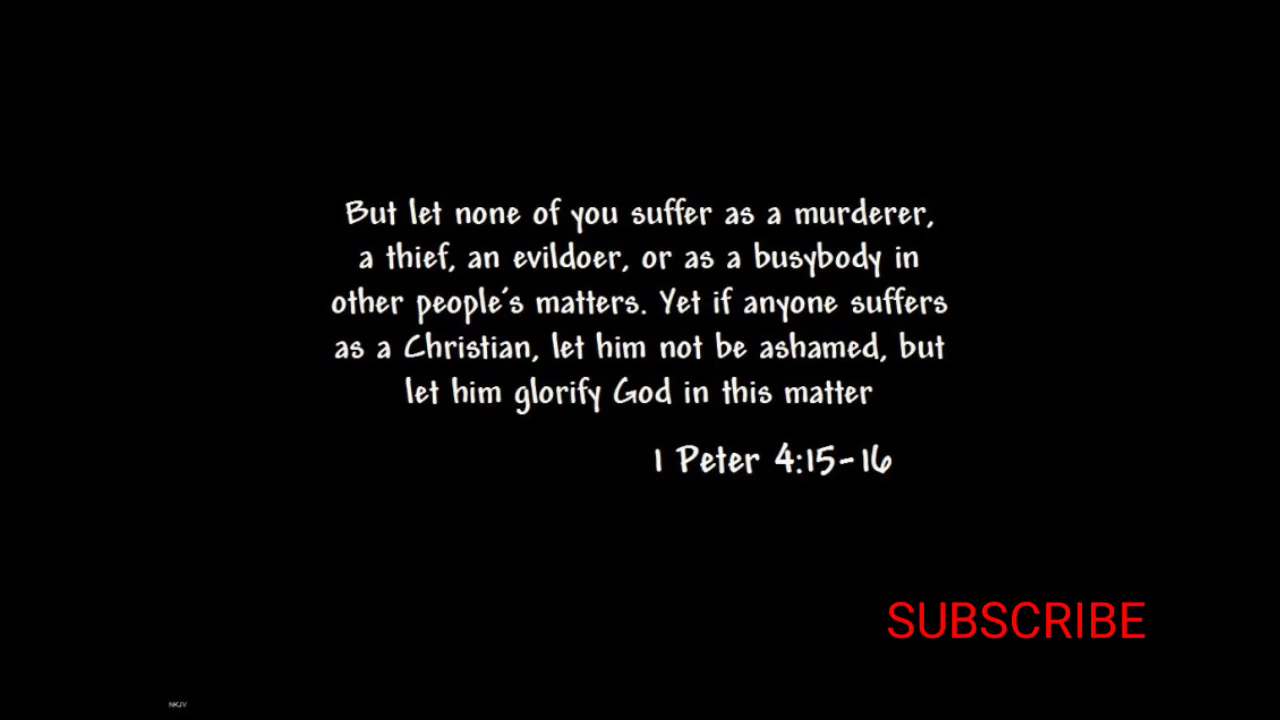 But let none of you suffer as a murderer,
a thief, an evildoer, or as a busybody in
other people's matters. Yet if anyone suffers
as a Christian, let him not be ashamed, but
let him glorify God in this matter
1 Peter 4:15-16
SUBSCRIBE
NKJV